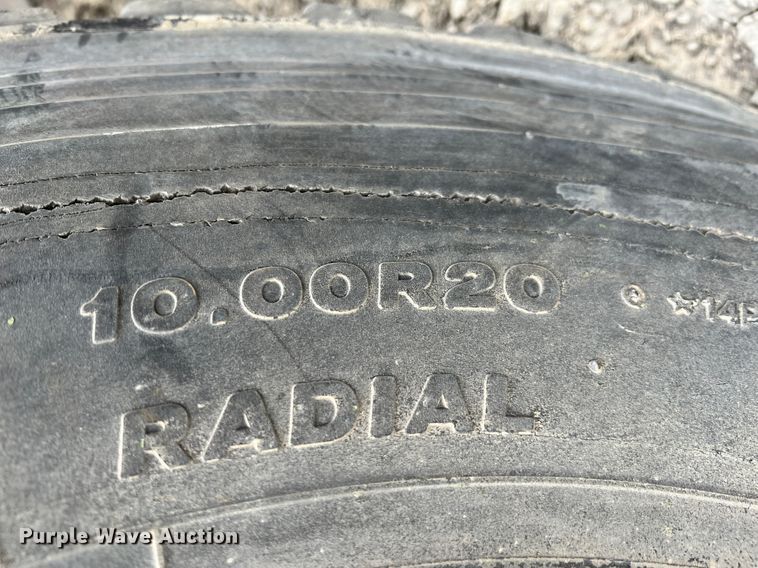 10.00R20
RADIAL
Purple Wave Auction